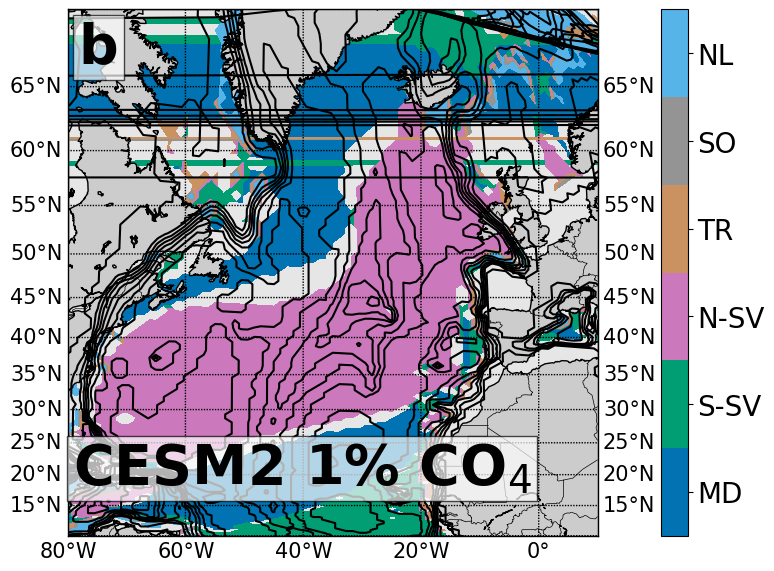 b
NL
65°N 65°N
SO
60°N 60°N
TR
55°N 55°N
50°N 50°N
45°N 45°N
N-SV
40°N 40°N
35°N 35°N
S-SV
30°N 30°N
25°N 25°N
CESM2 1% CO₄
20°N 20°N
MD
15°N 15°N
80°W 60°W 40°W 20°W 0°